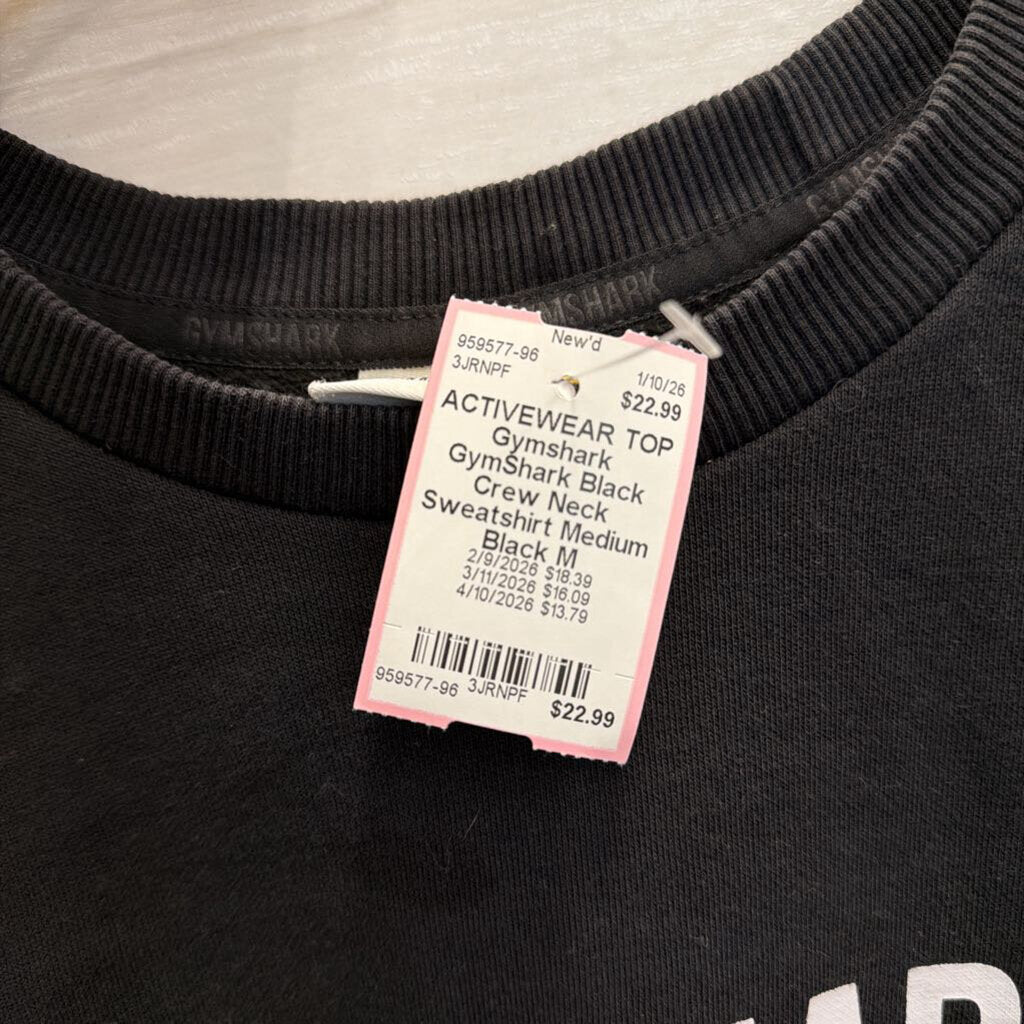 GYMSHARK
GYMSHARK
GYMS
New'd
959577-96
3JRNPF
1/10/26
$22.99
ACTIVEWEAR TOP
Gymshark
GymShark Black
Crew Neck
Sweatshirt Medium
Black M
2/9/2026 $18.39
3/11/2026 $16.09
4/10/2026 $13.79
959577-96 3JRNPF
$22.99
AR